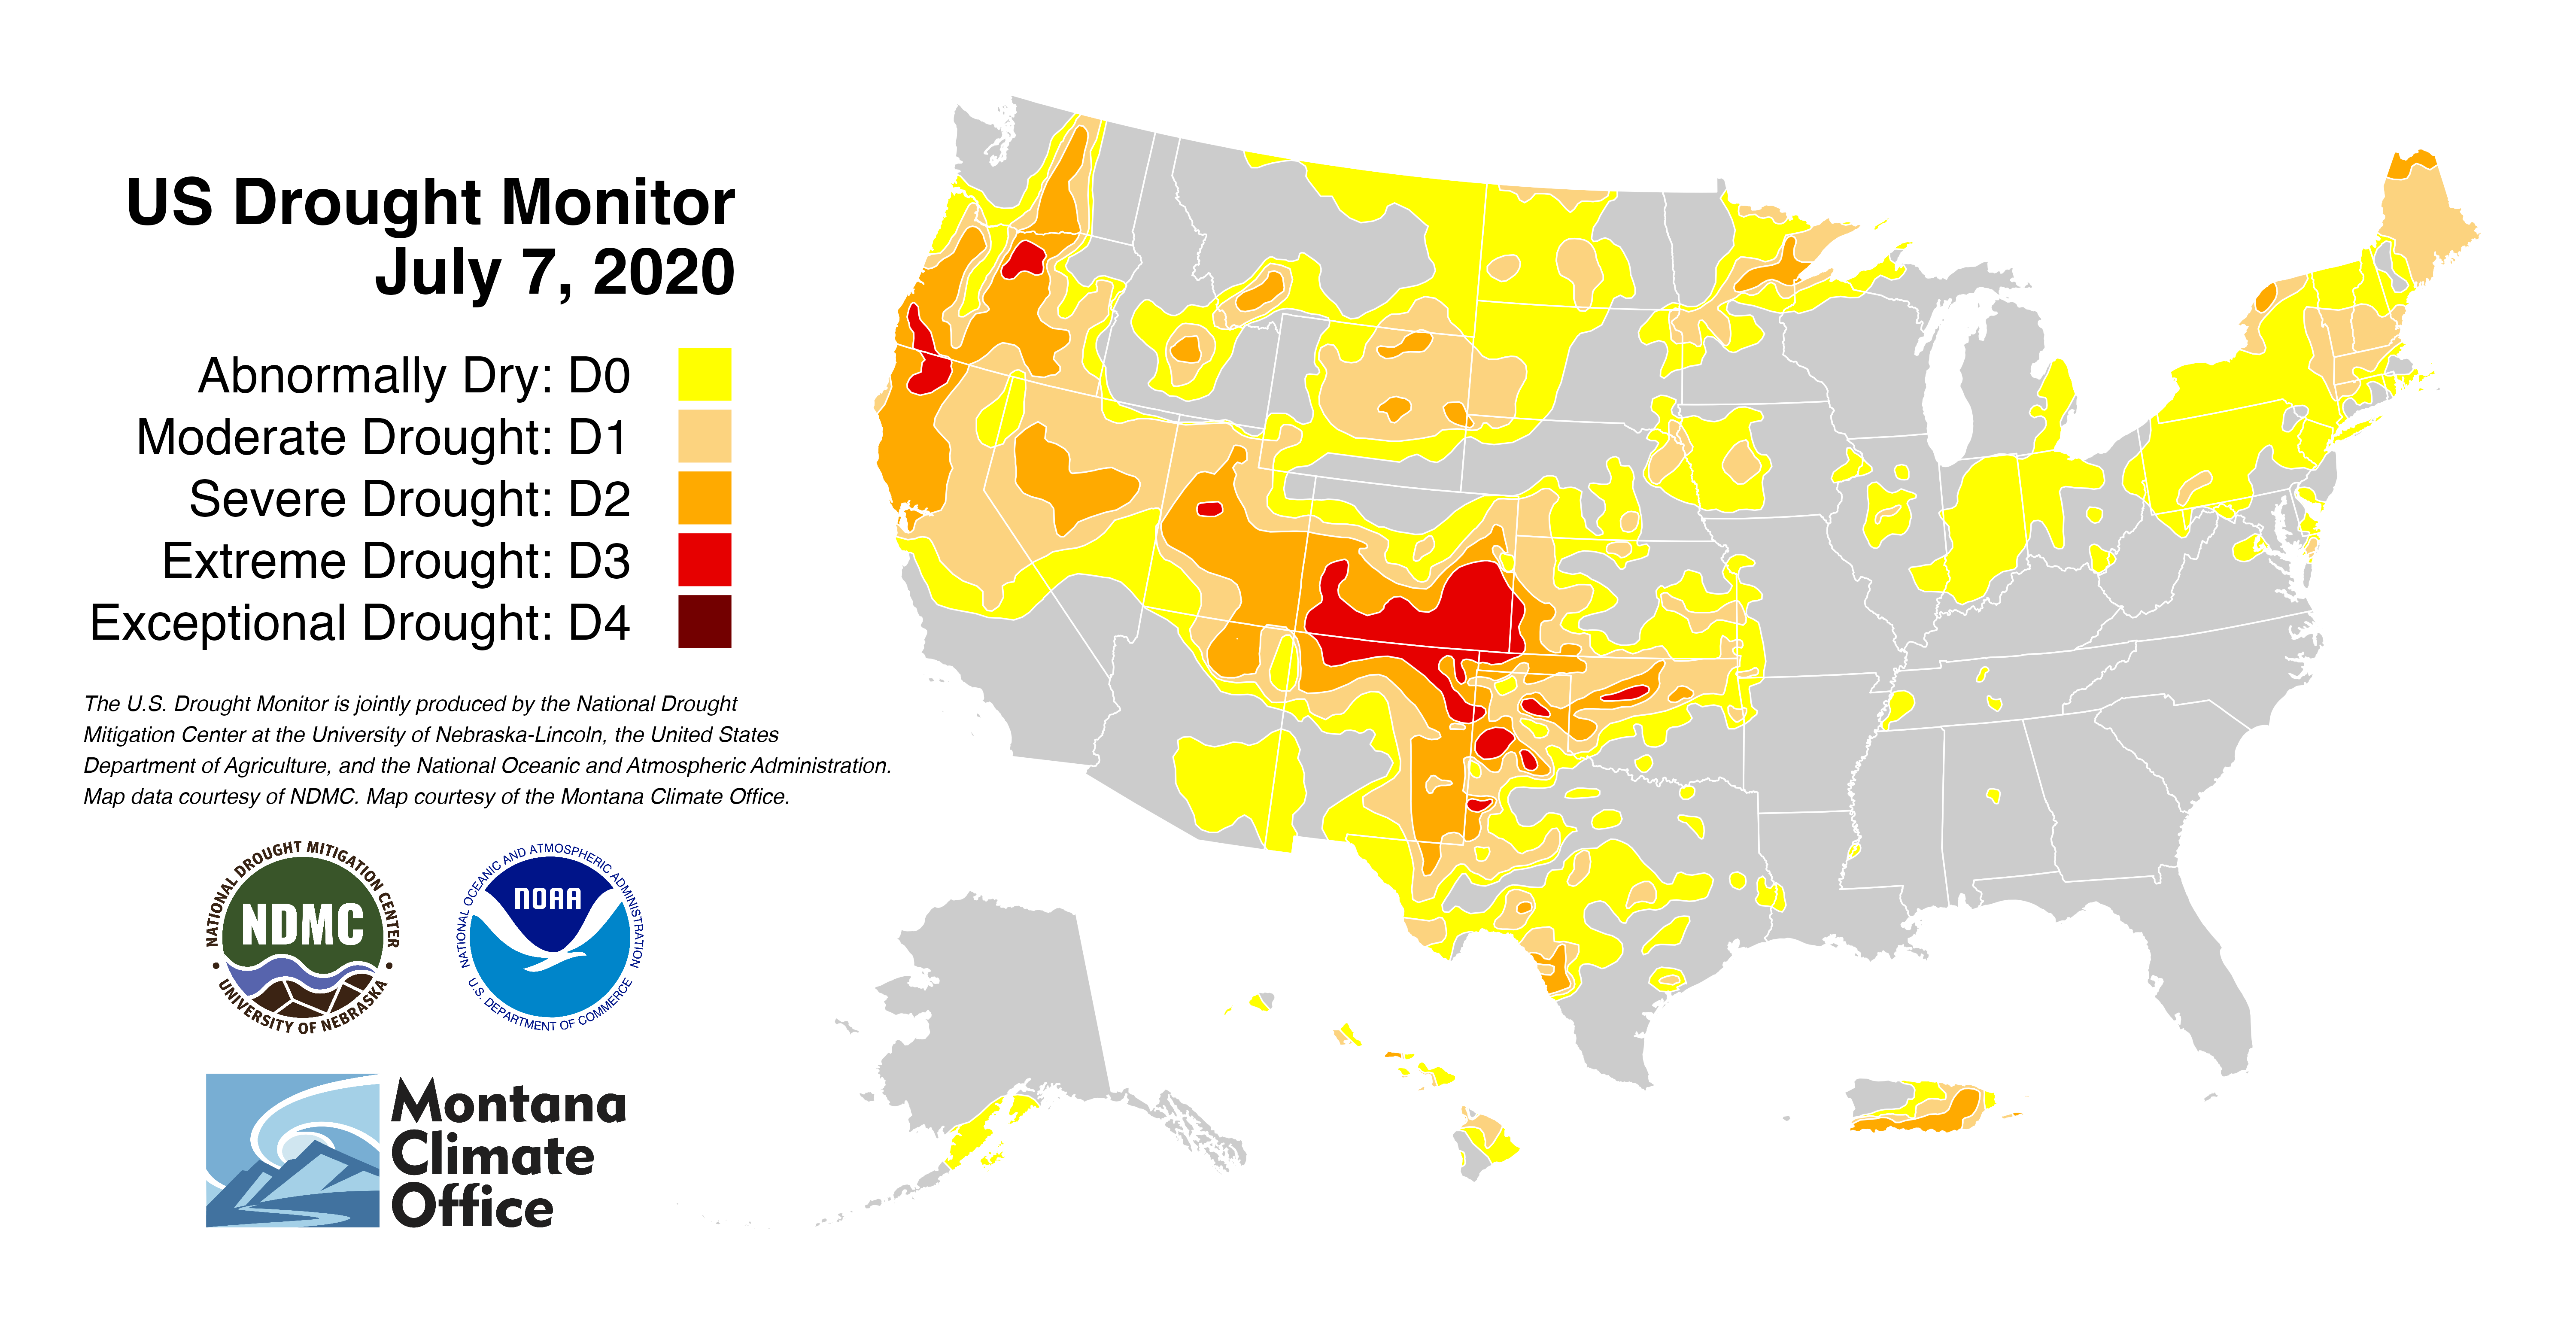 US Drought Monitor
July 7, 2020
Abnormally Dry: D0
Moderate Drought: D1
Severe Drought: D2
Extreme Drought: D3
Exceptional Drought: D4
The U.S. Drought Monitor is jointly produced by the National Drought
Mitigation Center at the University of Nebraska-Lincoln, the United States
Department of Agriculture, and the National Oceanic and Atmospheric Administration.
Map data courtesy of NDMC. Map courtesy of the Montana Climate Office.
NATIONAL DROUGHT MITIGATION CENTER
NDMC
• UNIVERSITY OF NEBRASKA •
NATIONAL OCEANIC AND ATMOSPHERIC ADMINISTRATION
NOAA
U.S. DEPARTMENT OF COMMERCE
Montana
Climate
Office